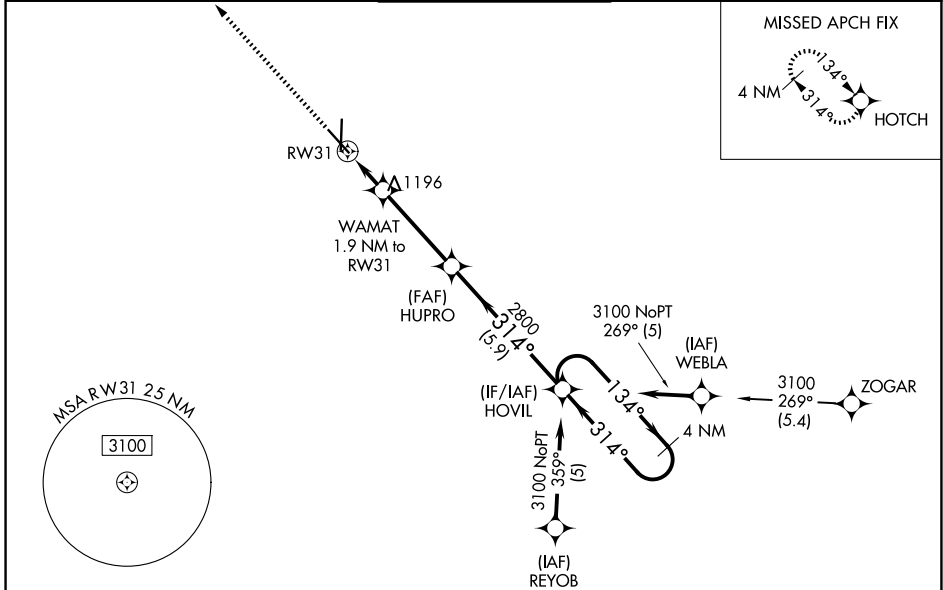 MISSED APCH FIX
134°
4 NM
314°
HOTCH
RW31
1196
WAMAT
1.9 NM to
RW31
(FAF)
HUPRO
2800
314°
(5.9)
3100 NoPT
269° (5)
(IAF)
WEBLA
(IF/IAF)
HOVIL
134°
314°
4 NM
3100
269°
(5.4)
ZOGAR
MSA RW31 25 NM
3100
3100 NoPT
359°
(5)
(IAF)
REYOB